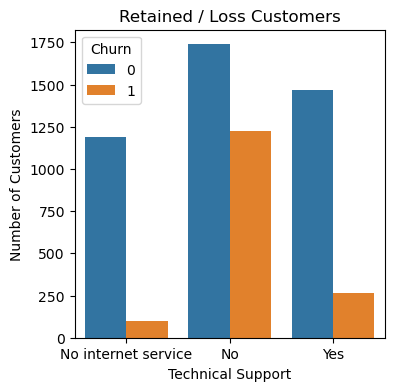 Retained / Loss Customers
Churn
0
1
1750
1500
1250
1000
750
500
250
0
Number of Customers
No internet service No Yes
Technical Support